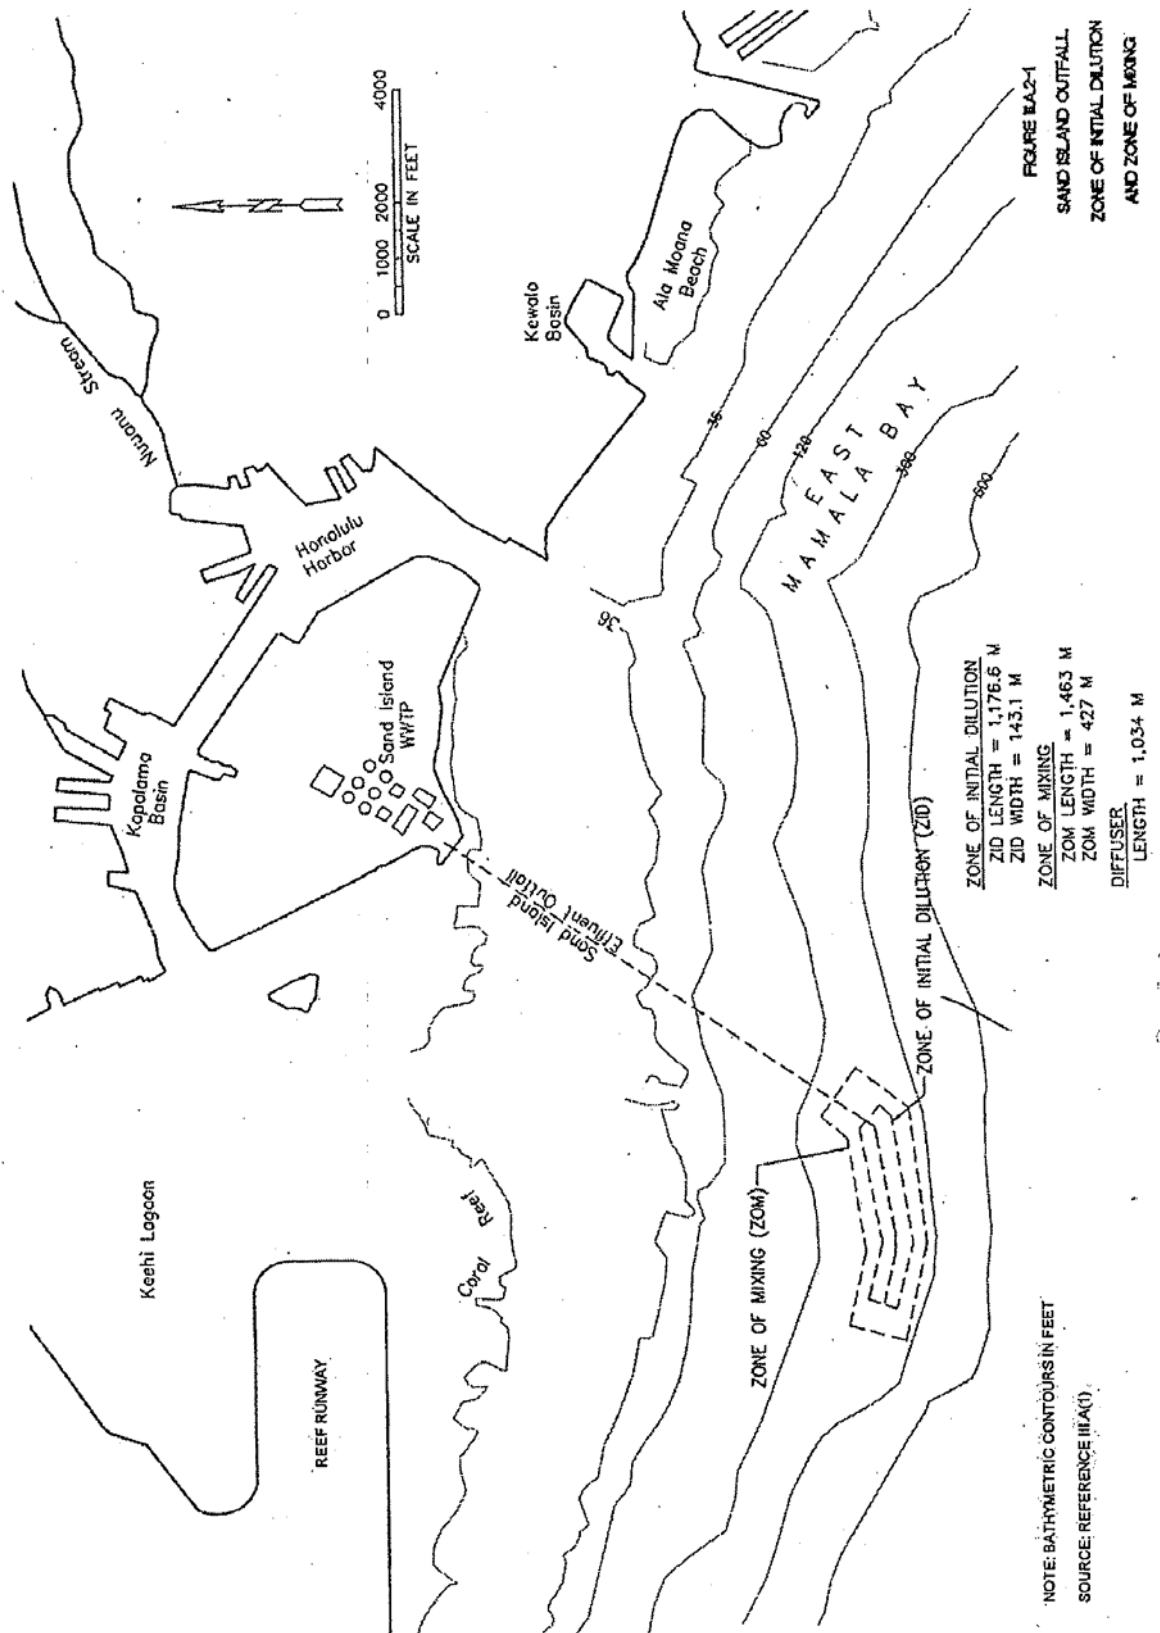 Nuuanu
Stream
0 1000 2000 4000
SCALE IN FEET
N
Kapalama
Basin
Honolulu
Harbor
Kewalo
Basin
Ala Moana
Beach
Keehi Lagoon
Sand Island
WWTP
REEF RUNWAY
Coral Reef
Sand Island
Effluent Outfall
36
36
60
120
300
600
EAST
MAMALA BAY
ZONE OF MIXING (ZOM)
ZONE OF INITIAL DILUTION (ZID)
ZONE OF INITIAL DILUTION
ZID LENGTH = 1,176.6 M
ZID WIDTH = 143.1 M
ZONE OF MIXING
ZOM LENGTH = 1,463 M
ZOM WIDTH = 427 M
DIFFUSER
LENGTH = 1,034 M
NOTE: BATHYMETRIC CONTOURS IN FEET
SOURCE: REFERENCE III.A(1)
FIGURE III.A.2-1
SAND ISLAND OUTFALL,
ZONE OF INITIAL DILUTION
AND ZONE OF MIXING